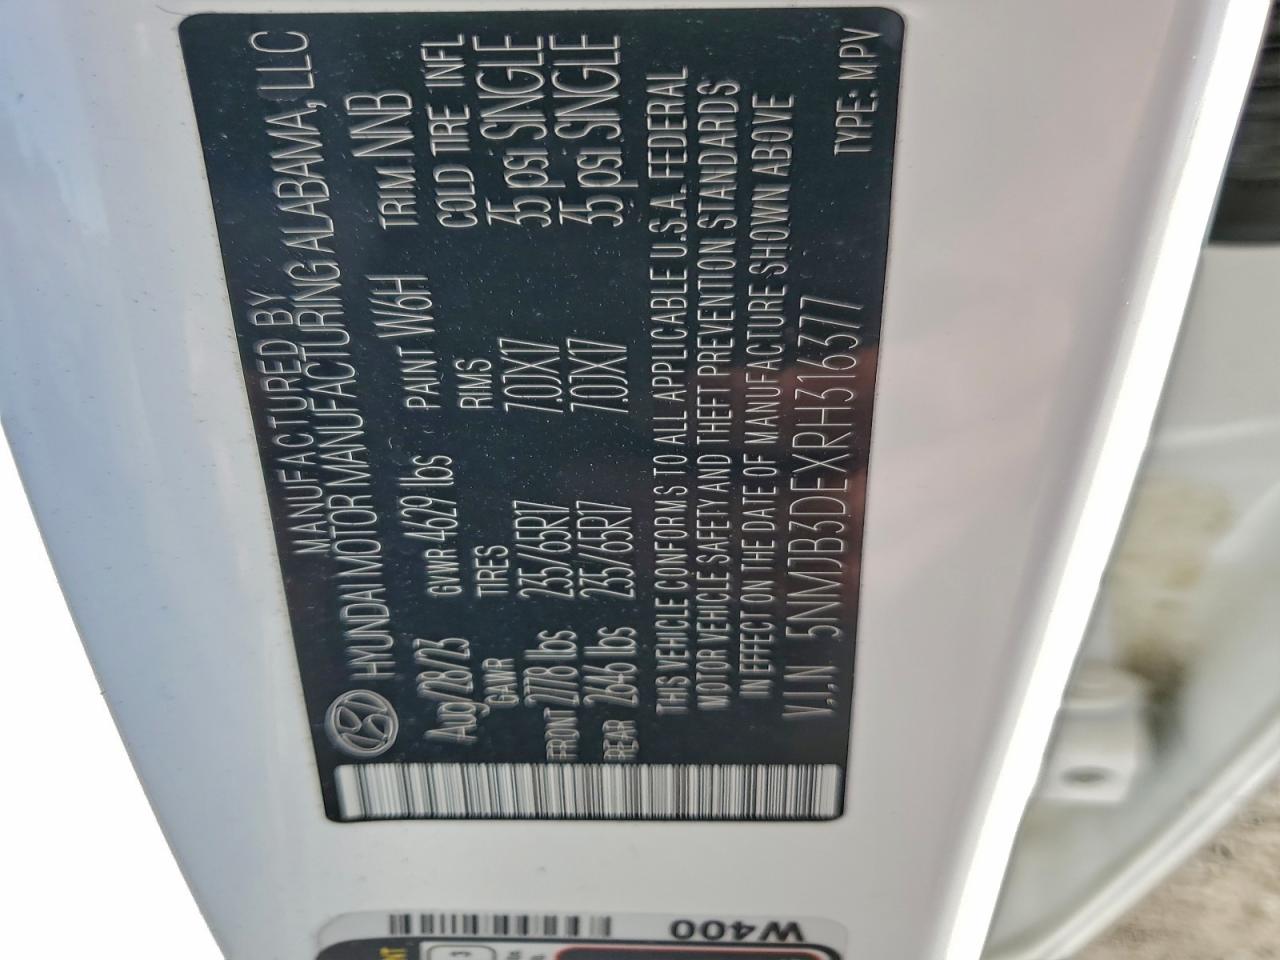 MANUFACTURED BY
HYUNDAI MOTOR MANUFACTURING ALABAMA, LLC
Aug/28/23 GVWR 4629 lbs PAINT W6H TRIM NNB
GAWR TIRES RIMS COLD TIRE INFL
FRONT 2778 lbs 235/65R17 7.0JX17 35 psi SINGLE
REAR 2646 lbs 235/65R17 7.0JX17 35 psi SINGLE
THIS VEHICLE CONFORMS TO ALL APPLICABLE U.S.A. FEDERAL
MOTOR VEHICLE SAFETY AND THEFT PREVENTION STANDARDS
IN EFFECT ON THE DATE OF MANUFACTURE SHOWN ABOVE
V.I.N 5NMJB3DEXRH316377 TYPE: MPV
W400
3